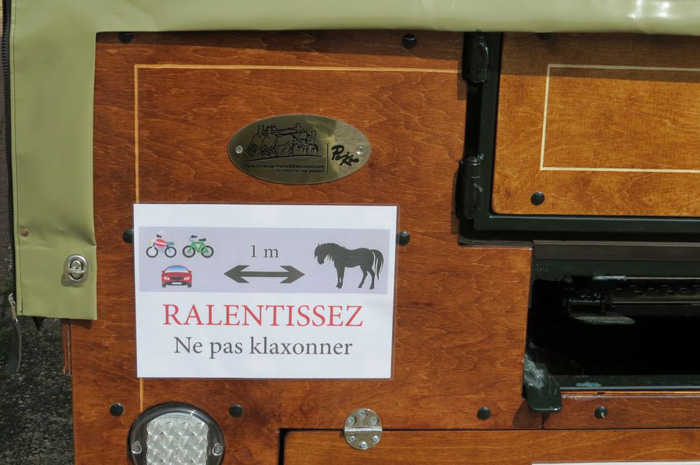 1 m
RALENTISSEZ
Ne pas klaxonner